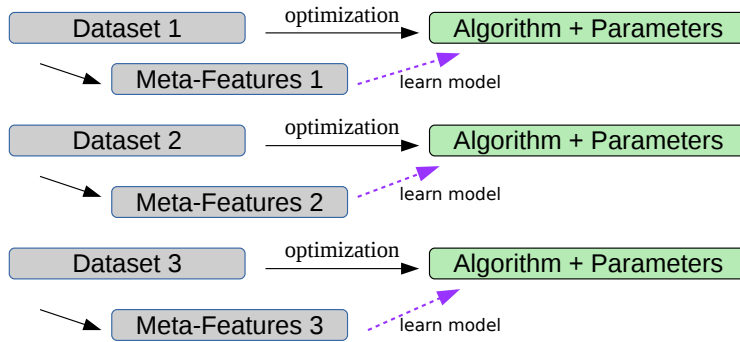 optimization
Dataset 1
Algorithm + Parameters
Meta-Features 1
learn model
optimization
Dataset 2
Algorithm + Parameters
Meta-Features 2
learn model
optimization
Dataset 3
Algorithm + Parameters
Meta-Features 3
learn model